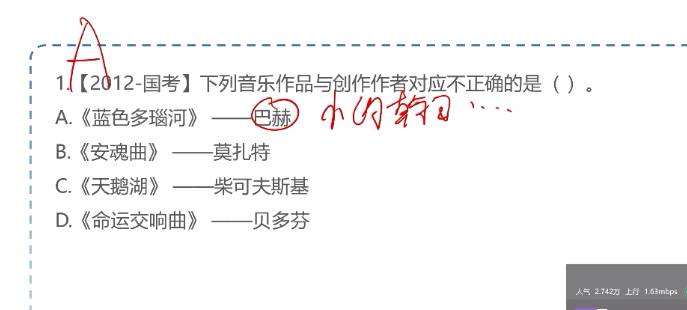 A
1.【2012-国考】下列音乐作品与创作作者对应不正确的是（ ）。
A.《蓝色多瑙河》 ——巴赫 小约翰·····
B.《安魂曲》 ——莫扎特
C.《天鹅湖》 ——柴可夫斯基
D.《命运交响曲》 ——贝多芬
人气 2.742万 上行 1.63mbps